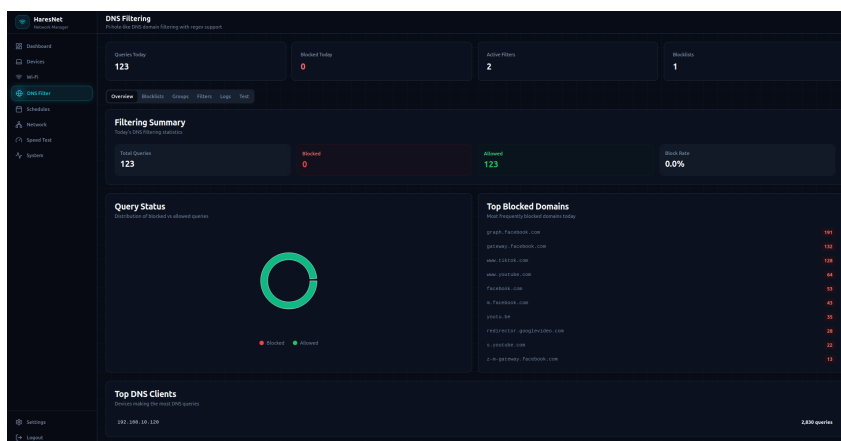 HaresNet
Network Manager
Dashboard
Devices
Wi-Fi
DNS Filter
Schedules
Network
Speed Test
System
Settings
Logout
DNS Filtering
Pi-hole-like DNS domain filtering with regex support
Queries Today
123
Blocked Today
0
Active Filters
2
Blocklists
1
Overview Blocklists Groups Filters Logs Test
Filtering Summary
Today's DNS filtering statistics
Total Queries
123
Blocked
0
Allowed
123
Block Rate
0.0%
Query Status
Distribution of blocked vs allowed queries
Blocked Allowed
Top Blocked Domains
Most frequently blocked domains today
graph.facebook.com 191
gateway.facebook.com 132
www.tiktok.com 128
www.youtube.com 64
facebook.com 53
m.facebook.com 43
youtu.be 35
redirector.googlevideo.com 28
s.youtube.com 22
z-m-gateway.facebook.com 13
Top DNS Clients
Devices making the most DNS queries
192.168.10.120 2,830 queries